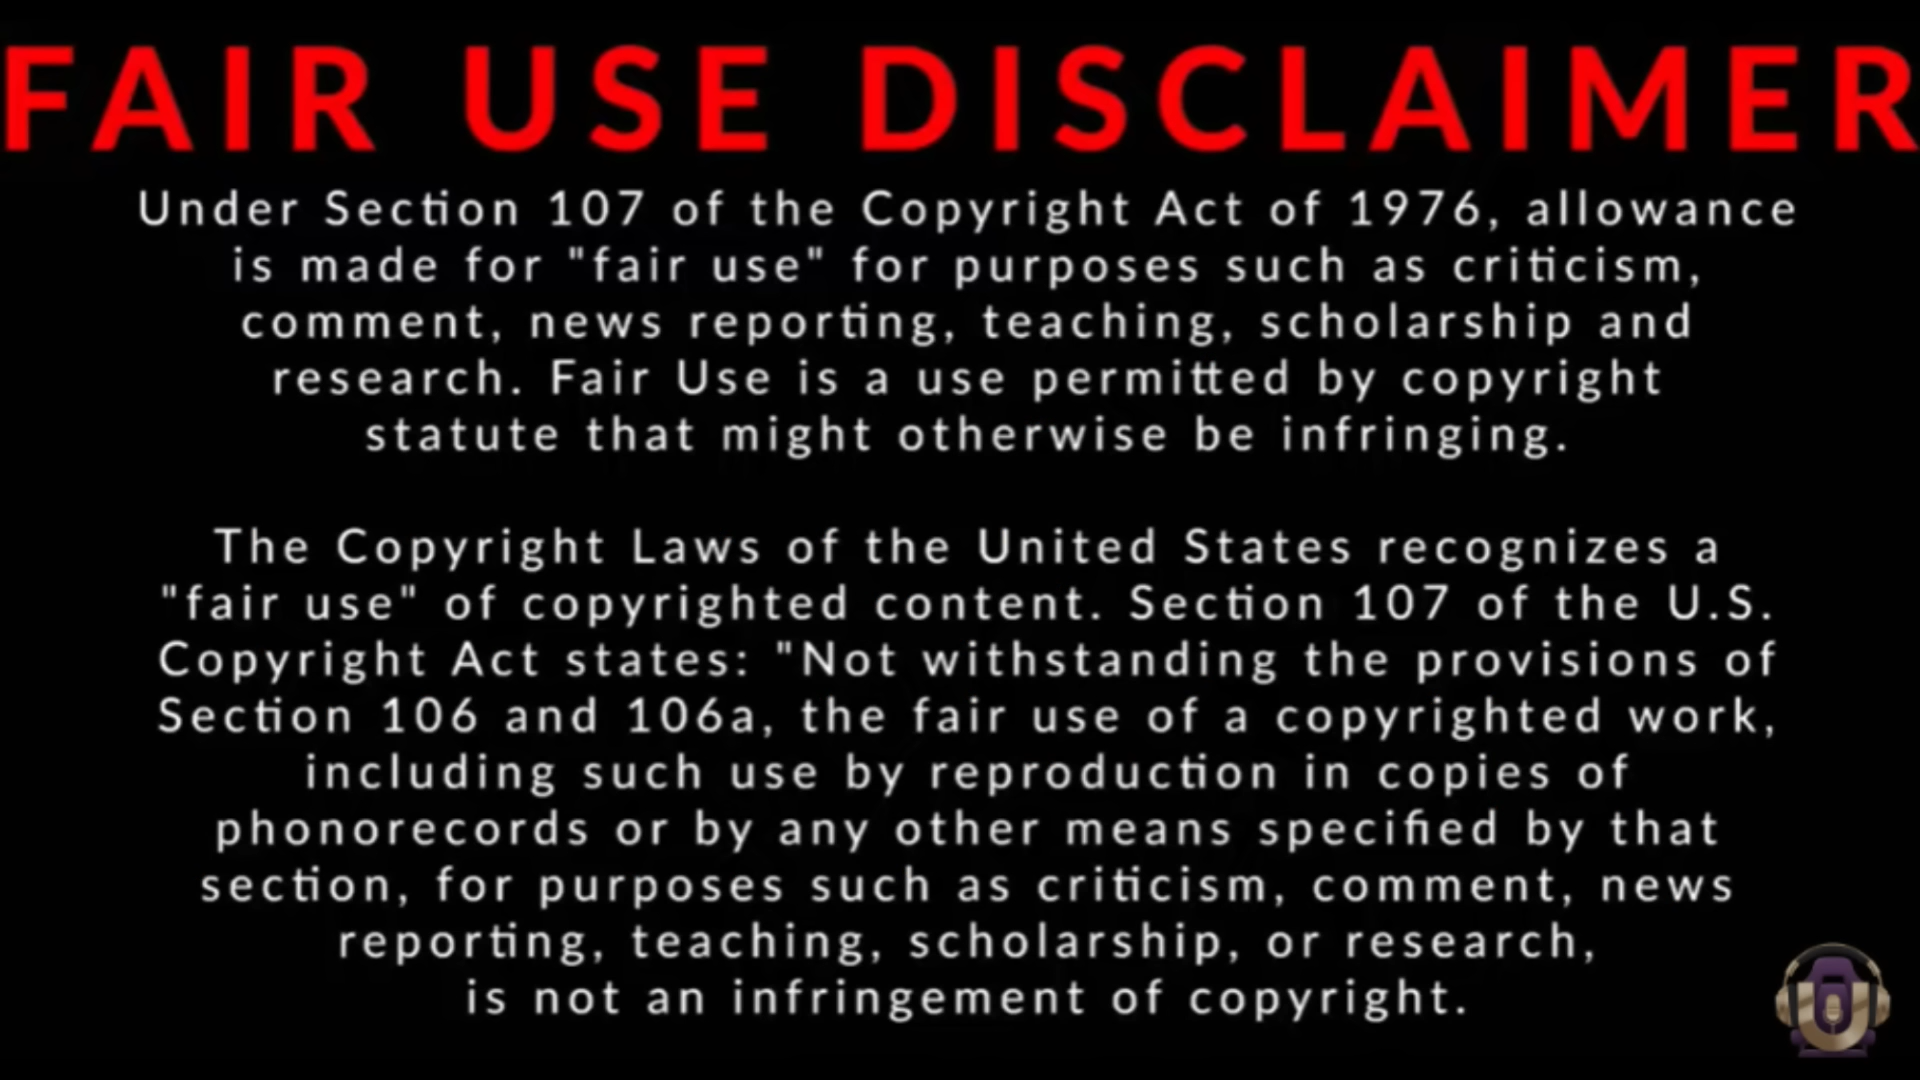 FAIR USE DISCLAIMER
Under Section 107 of the Copyright Act of 1976, allowance
is made for "fair use" for purposes such as criticism,
comment, news reporting, teaching, scholarship and
research. Fair Use is a use permitted by copyright
statute that might otherwise be infringing.
The Copyright Laws of the United States recognizes a
"fair use" of copyrighted content. Section 107 of the U.S.
Copyright Act states: "Not withstanding the provisions of
Section 106 and 106a, the fair use of a copyrighted work,
including such use by reproduction in copies of
phonorecords or by any other means specified by that
section, for purposes such as criticism, comment, news
reporting, teaching, scholarship, or research,
is not an infringement of copyright.
U